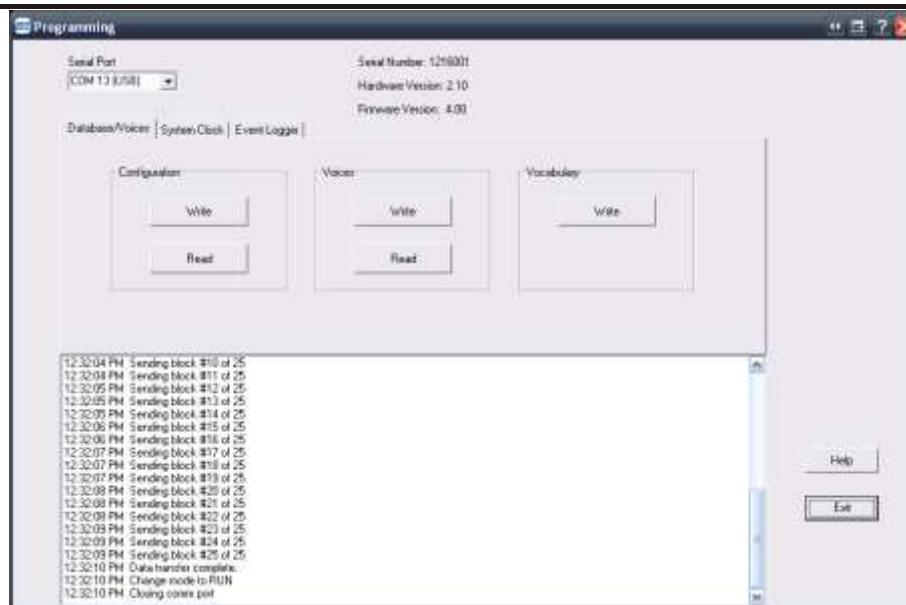 Programming
Serial Port
COM 13 (USB)
Serial Number: 1216001
Hardware Version: 2.10
Firmware Version: 4.00
Database/Voices
System Clock
Event Logger
Configuration
Voices
Vocabulary
Write
Write
Write
Read
Read
12:32:04 PM Sending block #10 of 25
12:32:04 PM Sending block #11 of 25
12:32:05 PM Sending block #12 of 25
12:32:05 PM Sending block #13 of 25
12:32:05 PM Sending block #14 of 25
12:32:06 PM Sending block #15 of 25
12:32:06 PM Sending block #16 of 25
12:32:07 PM Sending block #17 of 25
12:32:07 PM Sending block #18 of 25
12:32:07 PM Sending block #19 of 25
12:32:08 PM Sending block #20 of 25
12:32:08 PM Sending block #21 of 25
12:32:08 PM Sending block #22 of 25
12:32:09 PM Sending block #23 of 25
12:32:09 PM Sending block #24 of 25
12:32:09 PM Sending block #25 of 25
12:32:10 PM Data transfer complete.
12:32:10 PM Change mode to RUN
12:32:10 PM Closing comm port
Help
Exit